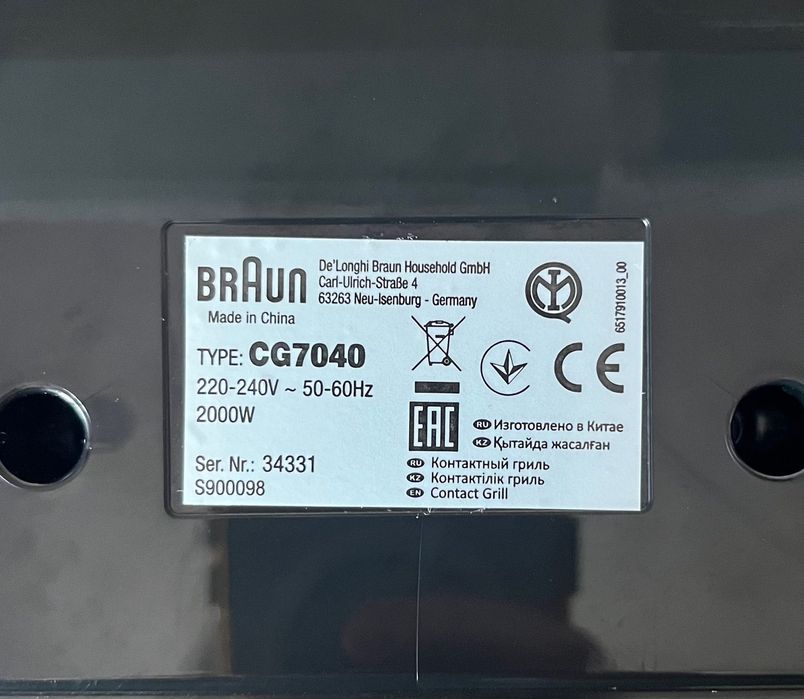 BRAUN
De'Longhi Braun Household GmbH
Carl-Ulrich-Straße 4
63263 Neu-Isenburg - Germany
Made in China
6517910013_00
TYPE: CG7040
220-240V ~ 50-60Hz
2000W
CE
EAC
RU Изготовлено в Китае
KZ Қытайда жасалған
Ser. Nr.: 34331
S900098
RU Контактный гриль
KZ Контактілік гриль
EN Contact Grill